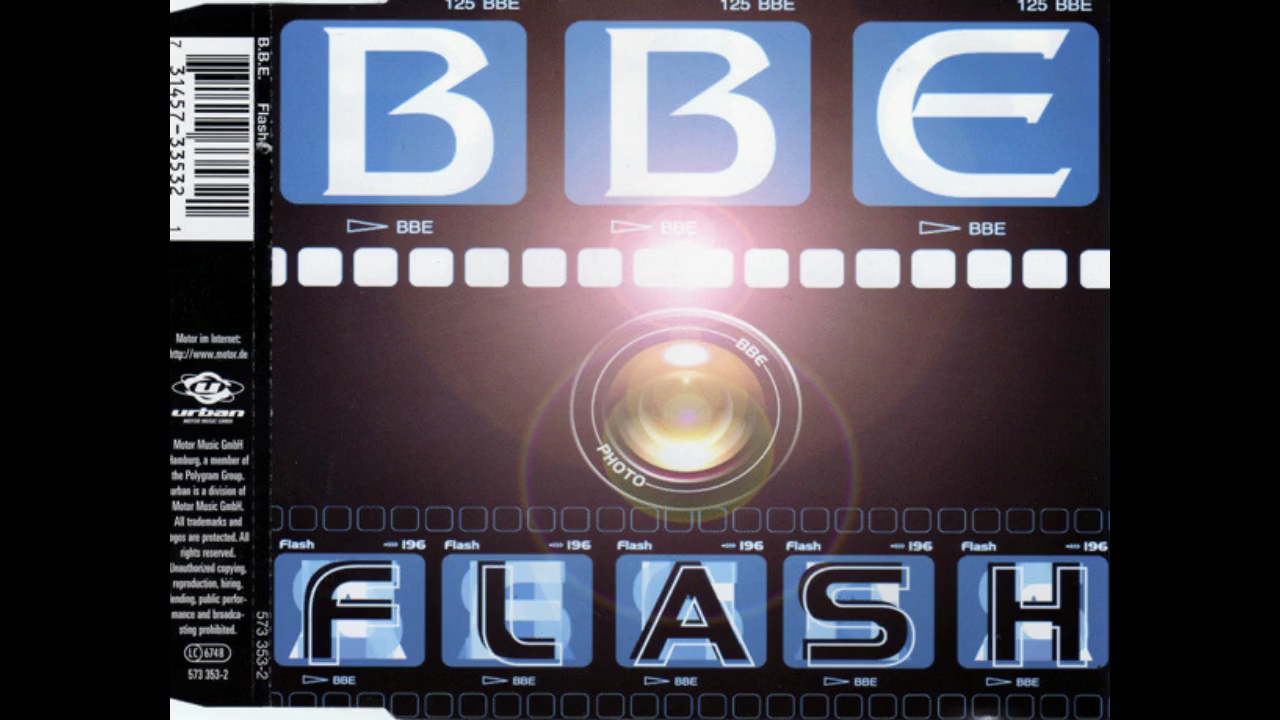 125 BBE
125 BBE
125 BBE
B B E
BBE
BBE
BBE
BBE
PHOTO
Flash 196
Flash 196
Flash 196
Flash 196
Flash 196
F L A S H
BBE
BBE
BBE
BBE
BBE
B.B.E. Flash
573 353-2
7 31457-33532 1
Motor im Internet:
http://www.motor.de
urban
MOTOR MUSIC GMBH
Motor Music GmbH
Hamburg, a member of
the Polygram Group.
urban is a division of
Motor Music GmbH.
All trademarks and
logos are protected. All
rights reserved.
Unauthorized copying,
reproduction, hiring,
lending, public perfor-
mance and broadca-
sting prohibited.
LC 6748
573 353-2